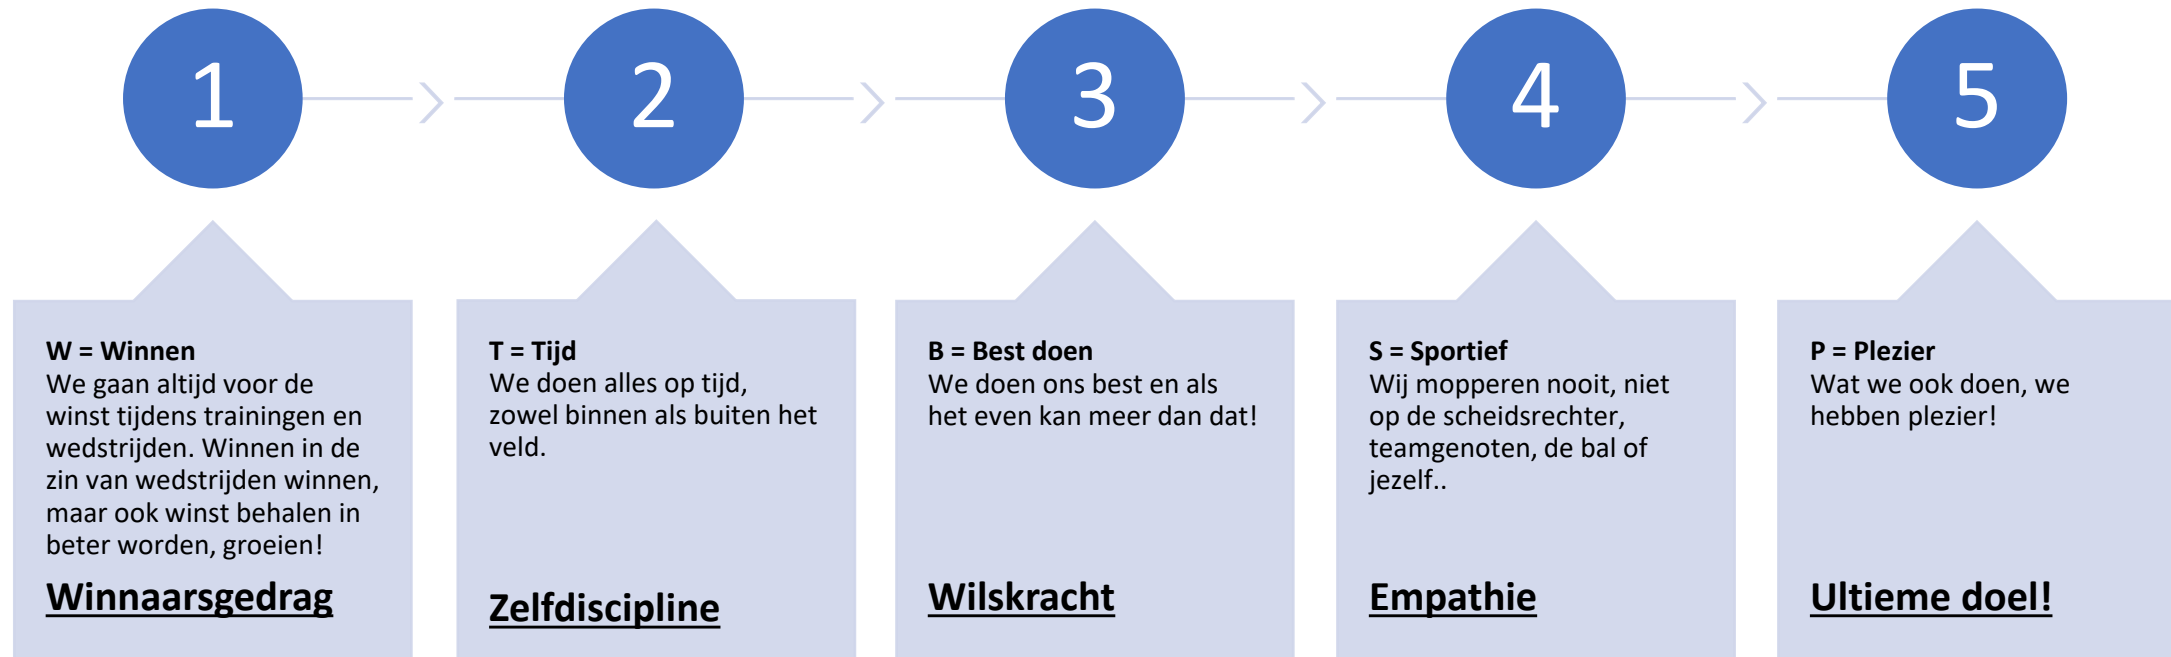 1
2
3
4
5
W = Winnen
We gaan altijd voor de
winst tijdens trainingen en
wedstrijden. Winnen in de
zin van wedstrijden winnen,
maar ook winst behalen in
beter worden, groeien!
Winnaarsgedrag
T = Tijd
We doen alles op tijd,
zowel binnen als buiten het
veld.
Zelfdiscipline
B = Best doen
We doen ons best en als
het even kan meer dan dat!
Wilskracht
S = Sportief
Wij mopperen nooit, niet
op de scheidsrechter,
teamgenoten, de bal of
jezelf..
Empathie
P = Plezier
Wat we ook doen, we
hebben plezier!
Ultieme doel!